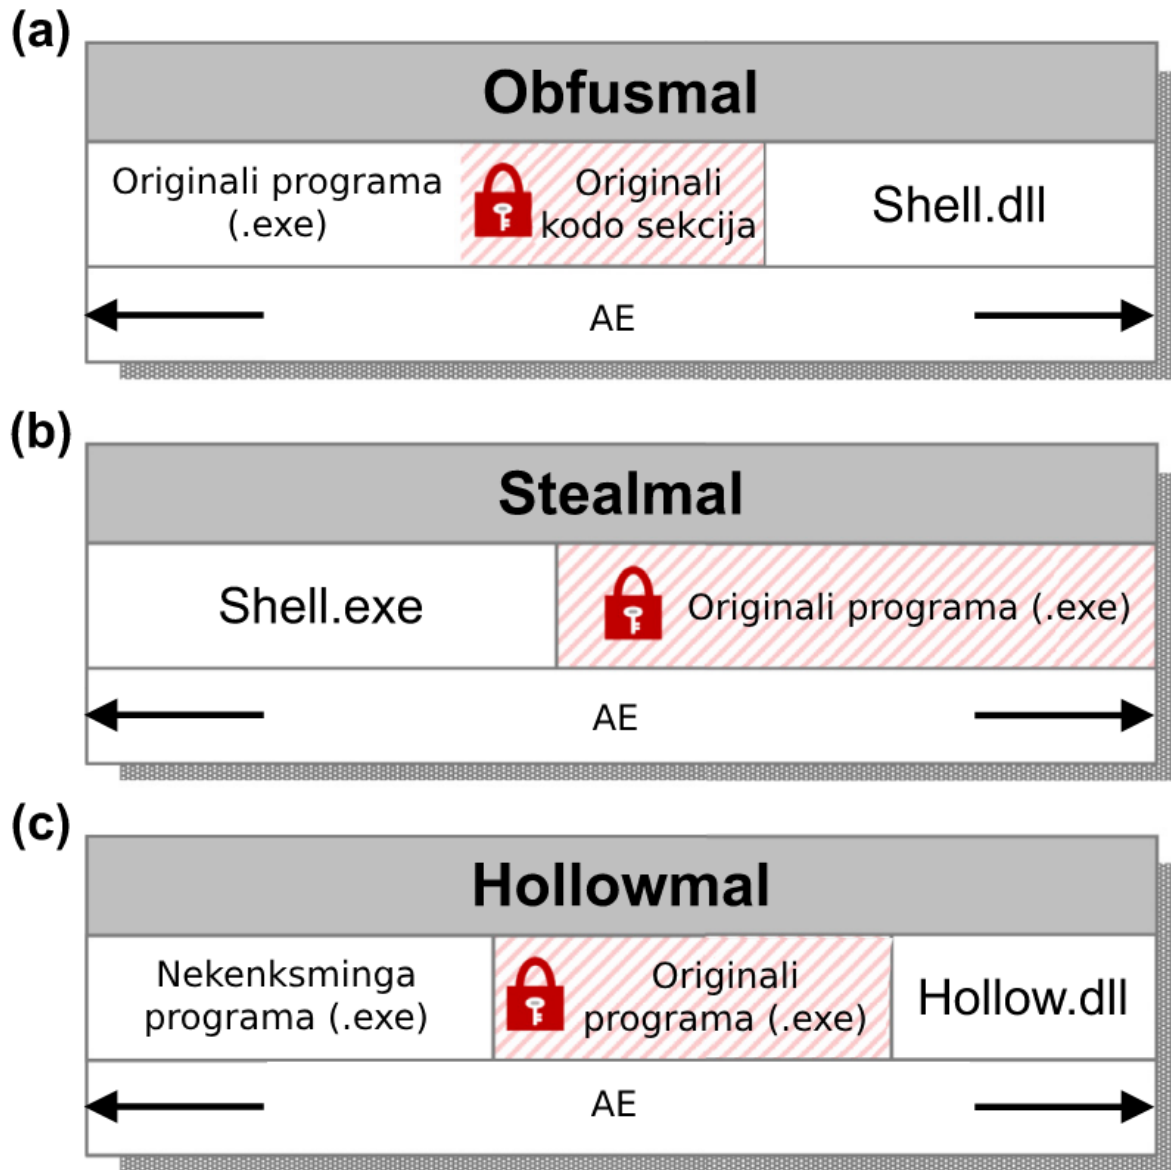 (a)
Obfusmal
Originali programa
(.exe)
Originali
kodo sekcija
Shell.dll
AE
(b)
Stealmal
Shell.exe
Originali programa (.exe)
AE
(c)
Hollowmal
Nekenksminga
programa (.exe)
Originali
programa (.exe)
Hollow.dll
AE